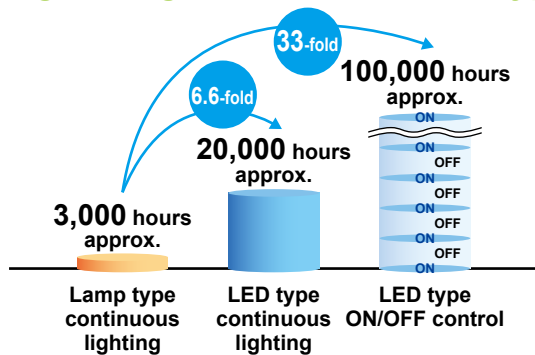 33-fold
6.6-fold
100,000 hours
approx.
20,000 hours
approx.
3,000 hours
approx.
ON
ON
OFF
ON
OFF
ON
OFF
ON
OFF
ON
Lamp type
continuous
lighting
LED type
continuous
lighting
LED type
ON/OFF control